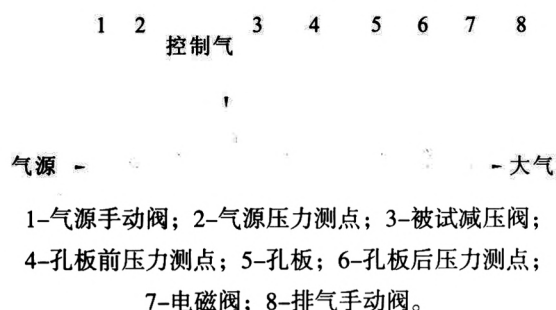 1 2 3 4 5 6 7 8
控制气
气源 大气
1-气源手动阀；2-气源压力测点；3-被试减压阀；
4-孔板前压力测点；5-孔板；6-孔板后压力测点；
7-电磁阀；8-排气手动阀。